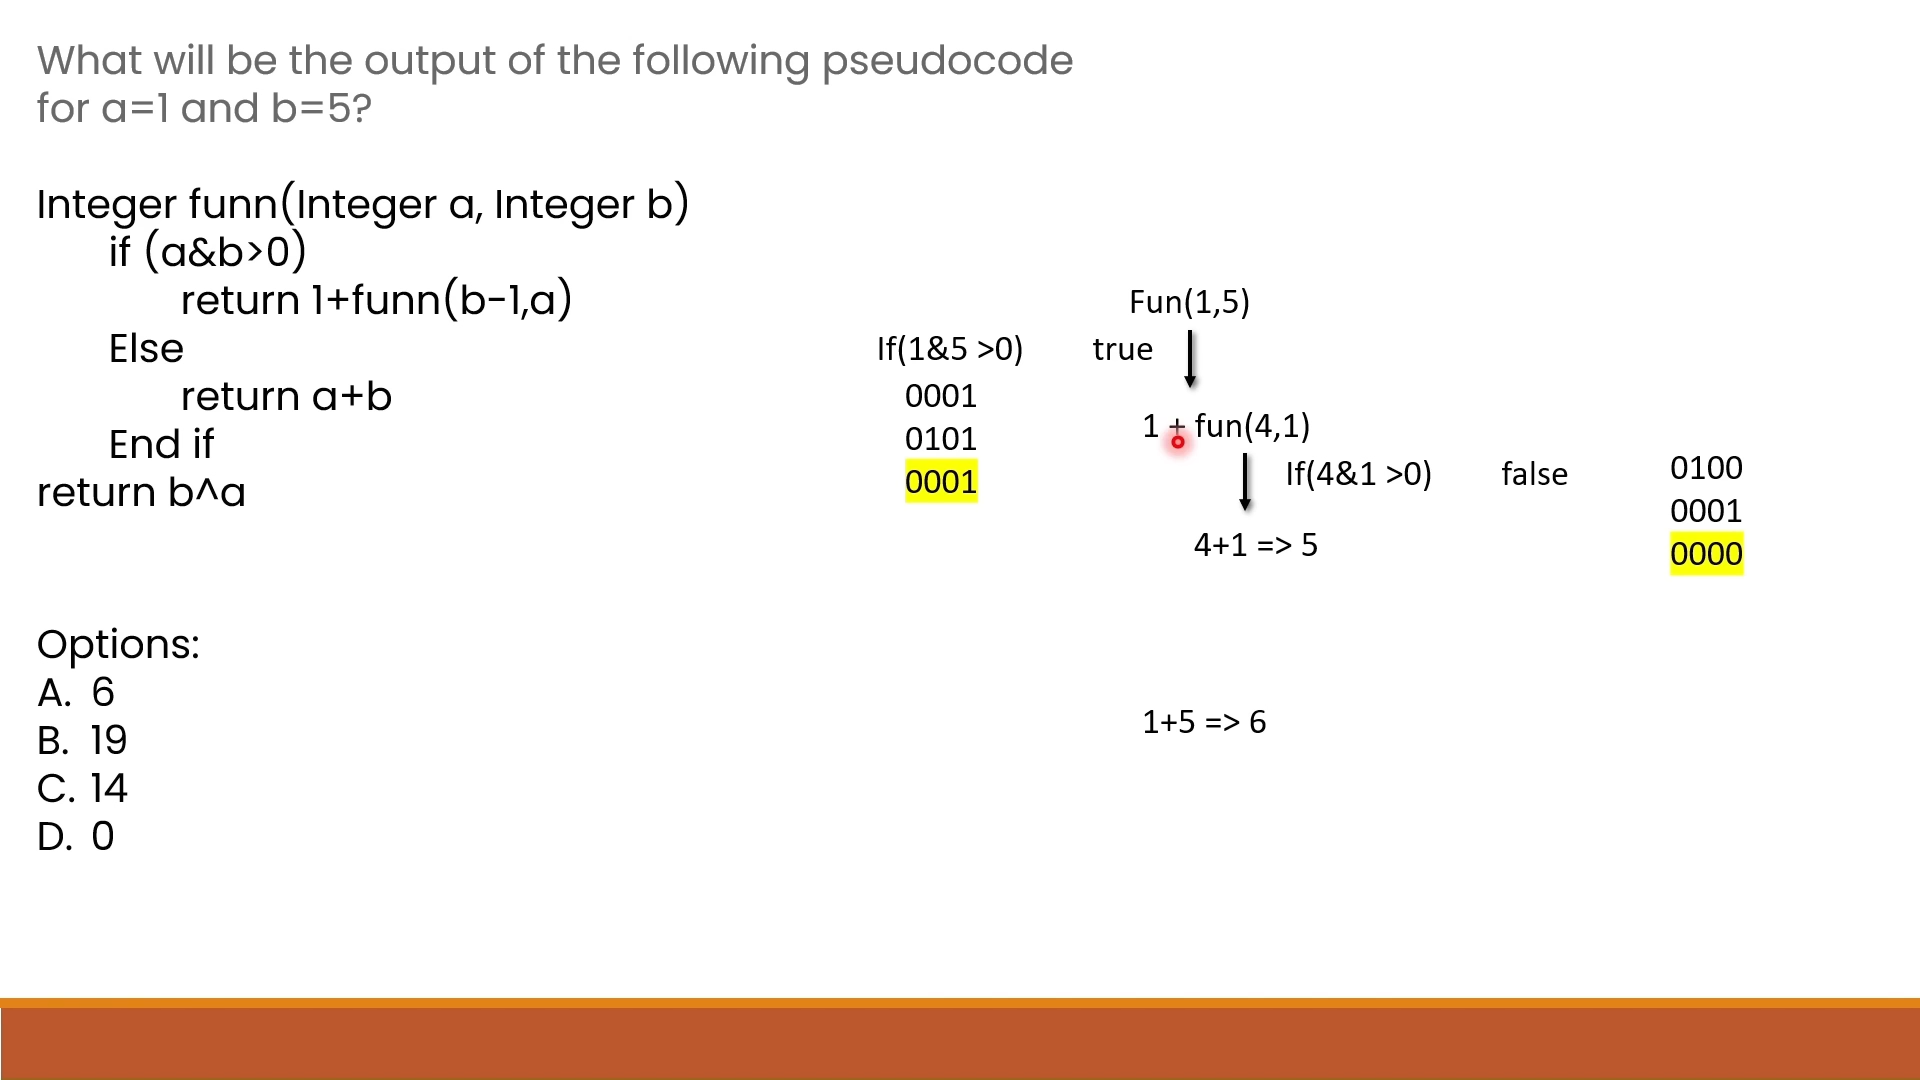 What will be the output of the following pseudocode
for a=1 and b=5?
Integer funn(Integer a, Integer b)
if (a&b>0)
return 1+funn(b-1,a)
Else
return a+b
End if
return b^a
Options:
A. 6
B. 19
C. 14
D. 0
Fun(1,5)
If(1&5 >0) true
0001
0101
0001
1 + fun(4,1)
If(4&1 >0) false
0100
0001
0000
4+1 => 5
1+5 => 6